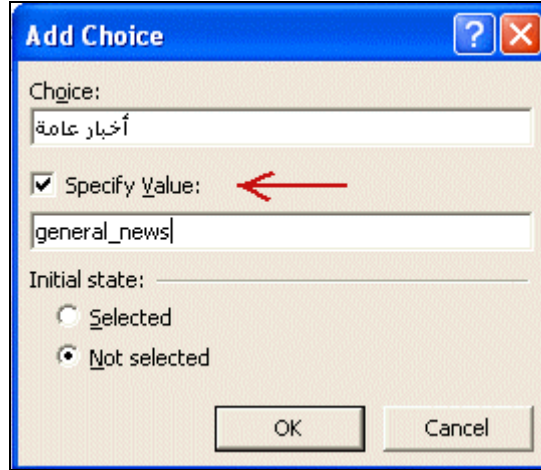 Add Choice
Choice:
أخبار عامة
Specify Value:
general_news
Initial state:
Selected
Not selected
OK Cancel